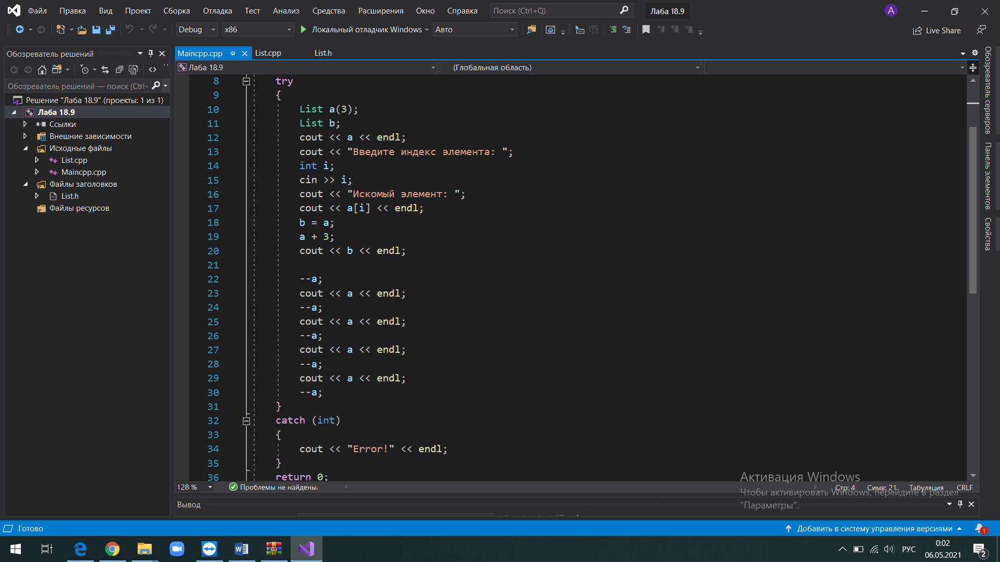 Файл Правка Вид Проект Сборка Отладка Тест Анализ Средства Расширения Окно Справка Поиск (Ctrl+Q) Лаба 18.9 A
Debug x86 Локальный отладчик Windows Авто Live Share
Обозреватель решений
Обозреватель решений — поиск (Ctrl+
Решение "Лаба 18.9" (проекты: 1 из 1)
Лаба 18.9
Ссылки
Внешние зависимости
Исходные файлы
List.cpp
Maincpp.cpp
Файлы заголовков
List.h
Файлы ресурсов
Maincpp.cpp List.cpp List.h
Лаба 18.9 (Глобальная область)
8 try
9 {
10 List a(3);
11 List b;
12 cout << a << endl;
13 cout << "Введите индекс элемента: ";
14 int i;
15 cin >> i;
16 cout << "Искомый элемент: ";
17 cout << a[i] << endl;
18 b = a;
19 a + 3;
20 cout << b << endl;
21
22 --a;
23 cout << a << endl;
24 --a;
25 cout << a << endl;
26 --a;
27 cout << a << endl;
28 --a;
29 cout << a << endl;
30 --a;
31 }
32 catch (int)
33 {
34 cout << "Error!" << endl;
35 }
36 return 0;
128 % Проблемы не найдены. Стр: 4 Симв: 21 Табуляция CRLF
Вывод
Обозреватель серверов
Панель элементов
Свойства
Активация Windows
Чтобы активировать Windows, перейдите в раздел
"Параметры".
Готово Добавить в систему управления версиями 1
РУС 0:02
06.05.2021 2